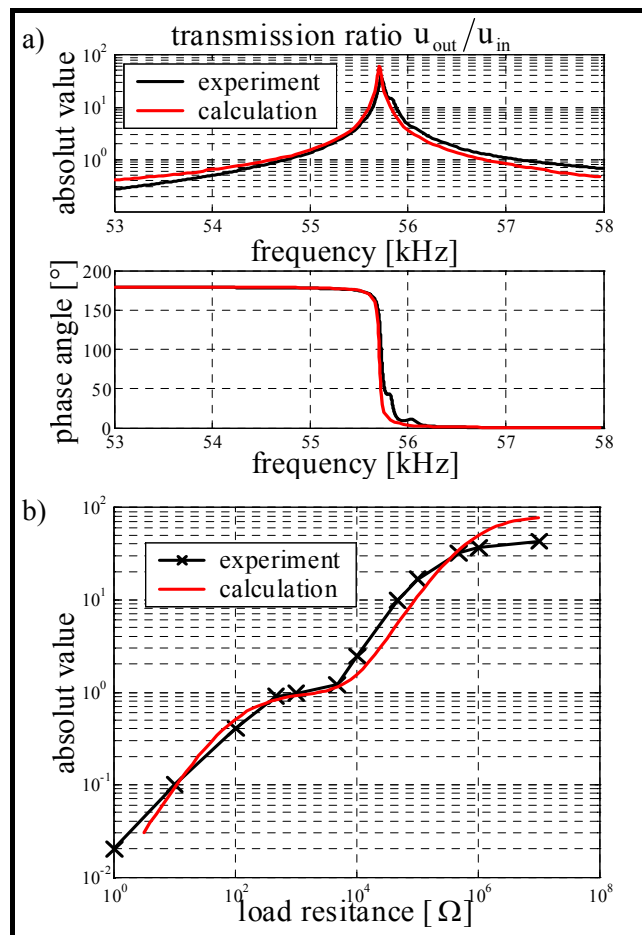 a)
transmission ratio u_out/u_in
absolut value
10^2
10^1
10^0
experiment
calculation
53 54 55 56 57 58
frequency [kHz]
phase angle [°]
200
150
100
50
0
53 54 55 56 57 58
frequency [kHz]
b)
absolut value
10^2
10^1
10^0
10^-1
10^-2
experiment
calculation
10^0 10^2 10^4 10^6 10^8
load resitance [Ω]